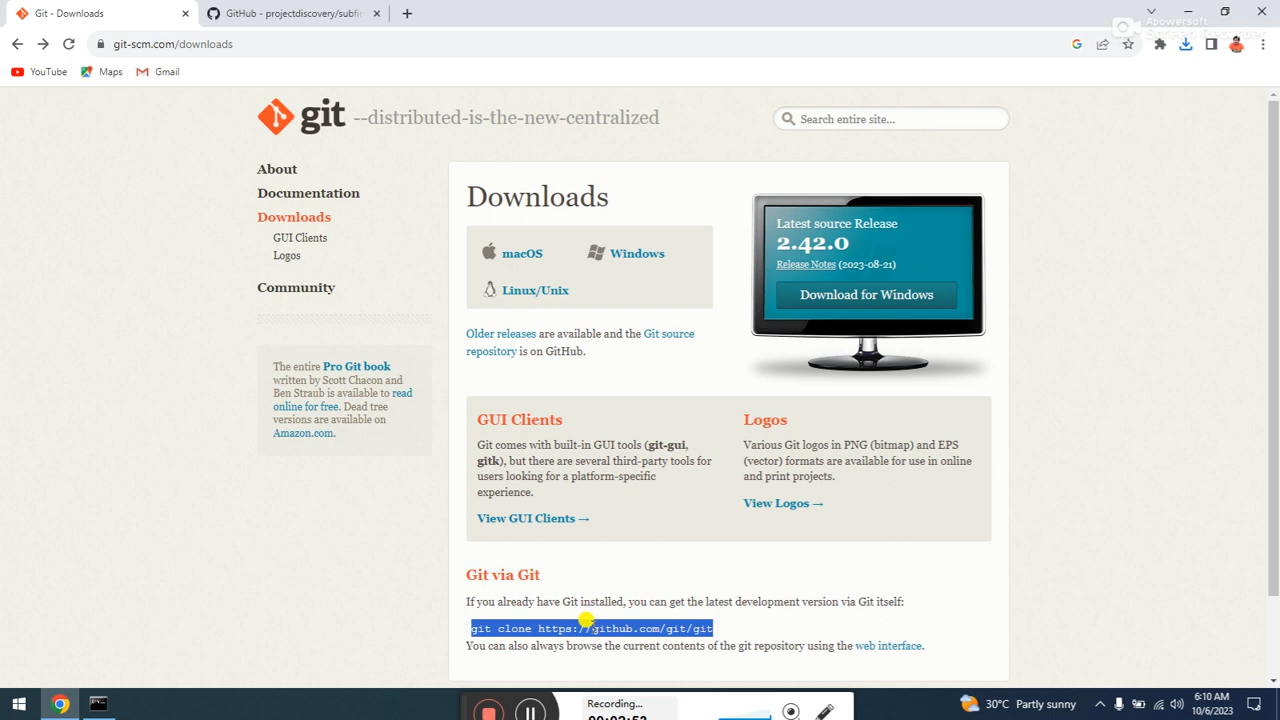 Git - Downloads
GitHub - projectdiscovery/subfi
Apowersoft
Screen Recorder
git-scm.com/downloads
YouTube
Maps
Gmail
git --distributed-is-the-new-centralized
Search entire site...
About
Documentation
Downloads
GUI Clients
Logos
Community
The entire Pro Git book
written by Scott Chacon and
Ben Straub is available to read
online for free. Dead tree
versions are available on
Amazon.com.
Downloads
macOS
Windows
Linux/Unix
Older releases are available and the Git source
repository is on GitHub.
Latest source Release
2.42.0
Release Notes (2023-08-21)
Download for Windows
GUI Clients
Git comes with built-in GUI tools (git-gui,
gitk), but there are several third-party tools for
users looking for a platform-specific
experience.
View GUI Clients →
Logos
Various Git logos in PNG (bitmap) and EPS
(vector) formats are available for use in online
and print projects.
View Logos →
Git via Git
If you already have Git installed, you can get the latest development version via Git itself:
git clone https://github.com/git/git
You can also always browse the current contents of the git repository using the web interface.
Recording...
00:02:53
30°C Partly sunny
6:10 AM
10/6/2023